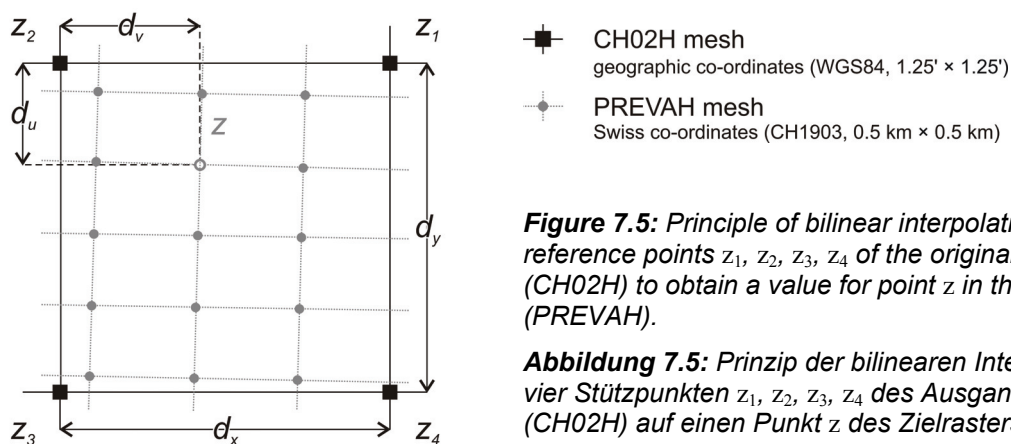 z2
dv
z1
du
z
dy
z3
dx
z4
CH02H mesh
geographic co-ordinates (WGS84, 1.25' × 1.25')
PREVAH mesh
Swiss co-ordinates (CH1903, 0.5 km × 0.5 km)
Figure 7.5: Principle of bilinear interpolati
reference points z1, z2, z3, z4 of the original
(CH02H) to obtain a value for point z in th
(PREVAH).
Abbildung 7.5: Prinzip der bilinearen Inte
vier Stützpunkten z1, z2, z3, z4 des Ausgan
(CH02H) auf einen Punkt z des Zielrasters